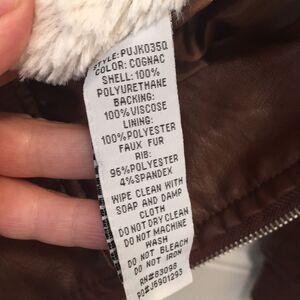 STYLE: PUJK035Q
COLOR: COGNAC
SHELL: 100%
POLYURETHANE
BACKING:
100%VISCOSE
LINING:
100%POLYESTER
FAUX FUR
RIB:
96%POLYESTER
4%SPANDEX
WIPE CLEAN WITH
SOAP AND DAMP
CLOTH
DO NOT DRY CLEAN
DO NOT MACHINE
WASH
DO NOT BLEACH
DO NOT IRON
RN#83098
PO#J6901293